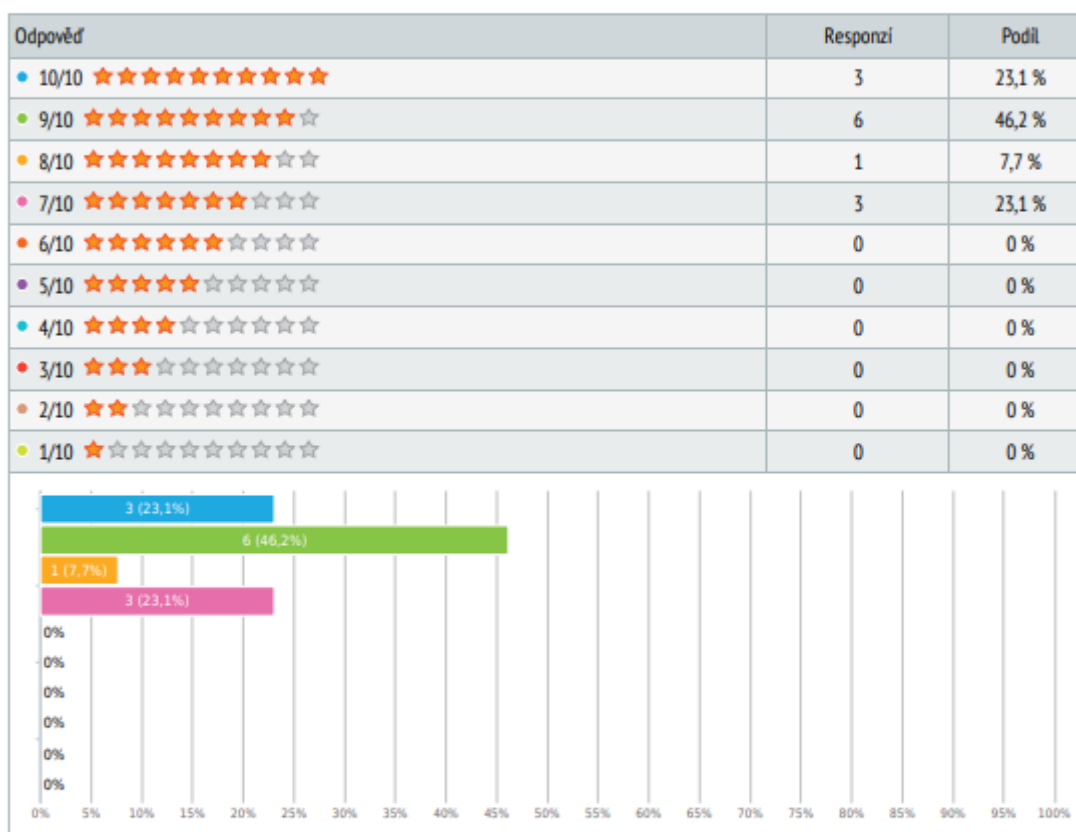 Odpověď Responzí Podíl
10/10 3 23,1 %
9/10 6 46,2 %
8/10 1 7,7 %
7/10 3 23,1 %
6/10 0 0 %
5/10 0 0 %
4/10 0 0 %
3/10 0 0 %
2/10 0 0 %
1/10 0 0 %
3 (23,1%)
6 (46,2%)
1 (7,7%)
3 (23,1%)
0%
0%
0%
0%
0%
0%
0% 5% 10% 15% 20% 25% 30% 35% 40% 45% 50% 55% 60% 65% 70% 75% 80% 85% 90% 95% 100%